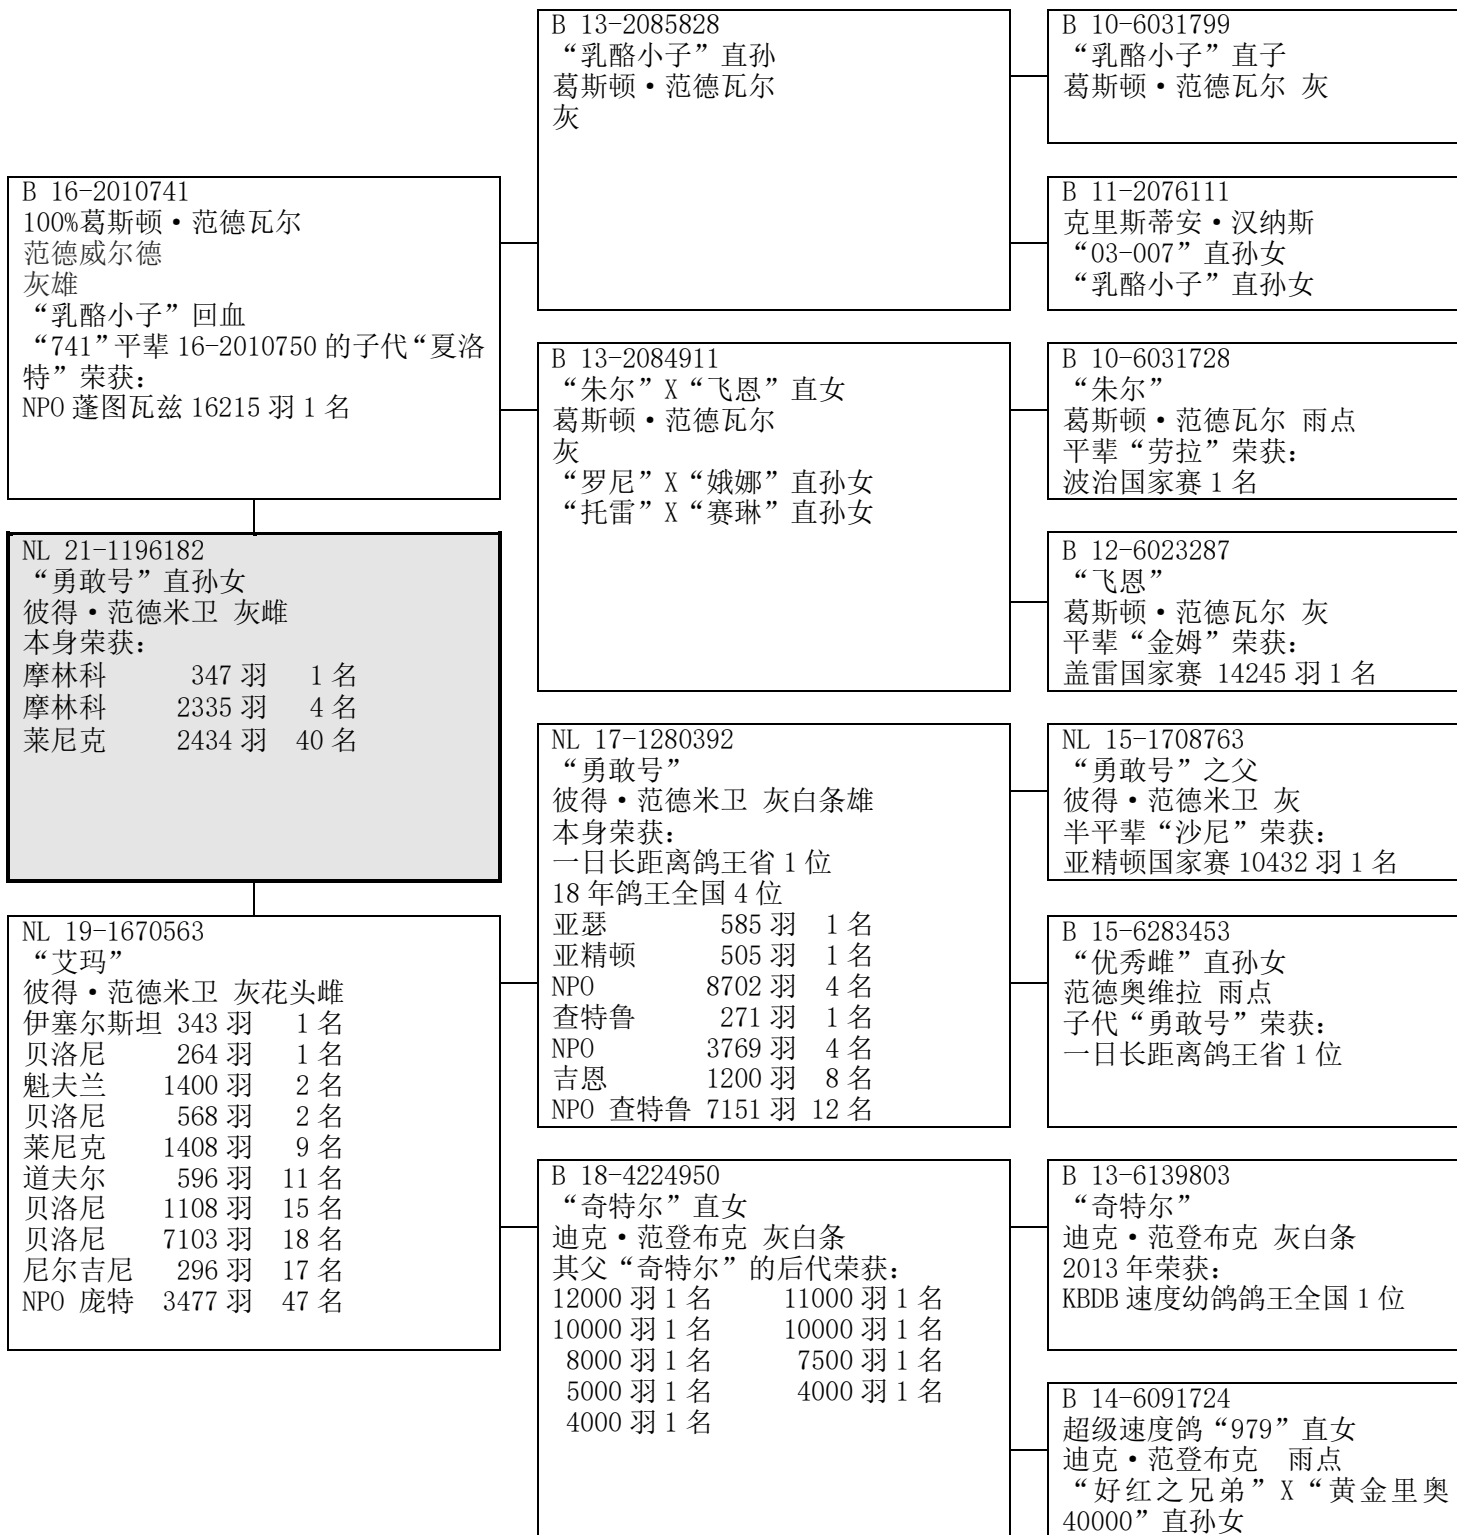 B 16-2010741
100%葛斯顿·范德瓦尔
范德威尔德
灰雄
“乳酪小子”回血
“741”平辈 16-2010750 的子代“夏洛
特”荣获：
NPO 蓬图瓦兹 16215 羽 1 名
NL 21-1196182
“勇敢号”直孙女
彼得·范德米卫 灰雌
本身荣获：
摩林科 347 羽 1 名
摩林科 2335 羽 4 名
莱尼克 2434 羽 40 名
NL 19-1670563
“艾玛”
彼得·范德米卫 灰花头雌
伊塞尔斯坦 343 羽 1 名
贝洛尼 264 羽 1 名
魁夫兰 1400 羽 2 名
贝洛尼 568 羽 2 名
莱尼克 1408 羽 9 名
道夫尔 596 羽 11 名
贝洛尼 1108 羽 15 名
贝洛尼 7103 羽 18 名
尼尔吉尼 296 羽 17 名
NPO 庞特 3477 羽 47 名
B 13-2085828
“乳酪小子”直孙
葛斯顿·范德瓦尔
灰
B 13-2084911
“朱尔”X“飞恩”直女
葛斯顿·范德瓦尔
灰
“罗尼”X“娥娜”直孙女
“托雷”X“赛琳”直孙女
NL 17-1280392
“勇敢号”
彼得·范德米卫 灰白条雄
本身荣获：
一日长距离鸽王省 1 位
18 年鸽王全国 4 位
亚瑟 585 羽 1 名
亚精顿 505 羽 1 名
NPO 8702 羽 4 名
查特鲁 271 羽 1 名
NPO 3769 羽 4 名
吉恩 1200 羽 8 名
NPO 查特鲁 7151 羽 12 名
B 18-4224950
“奇特尔”直女
迪克·范登布克 灰白条
其父“奇特尔”的后代荣获：
12000 羽 1 名 11000 羽 1 名
10000 羽 1 名 10000 羽 1 名
8000 羽 1 名 7500 羽 1 名
5000 羽 1 名 4000 羽 1 名
4000 羽 1 名
B 10-6031799
“乳酪小子”直子
葛斯顿·范德瓦尔 灰
B 11-2076111
克里斯蒂安·汉纳斯
“03-007”直孙女
“乳酪小子”直孙女
B 10-6031728
“朱尔”
葛斯顿·范德瓦尔 雨点
平辈“劳拉”荣获：
波治国家赛 1 名
B 12-6023287
“飞恩”
葛斯顿·范德瓦尔 灰
平辈“金姆”荣获：
盖雷国家赛 14245 羽 1 名
NL 15-1708763
“勇敢号”之父
彼得·范德米卫 灰
半平辈“沙尼”荣获：
亚精顿国家赛 10432 羽 1 名
B 15-6283453
“优秀雌”直孙女
范德奥维拉 雨点
子代“勇敢号”荣获：
一日长距离鸽王省 1 位
B 13-6139803
“奇特尔”
迪克·范登布克 灰白条
2013 年荣获：
KBDB 速度幼鸽鸽王全国 1 位
B 14-6091724
超级速度鸽“979”直女
迪克·范登布克 雨点
“好红之兄弟”X“黄金里奥
40000”直孙女